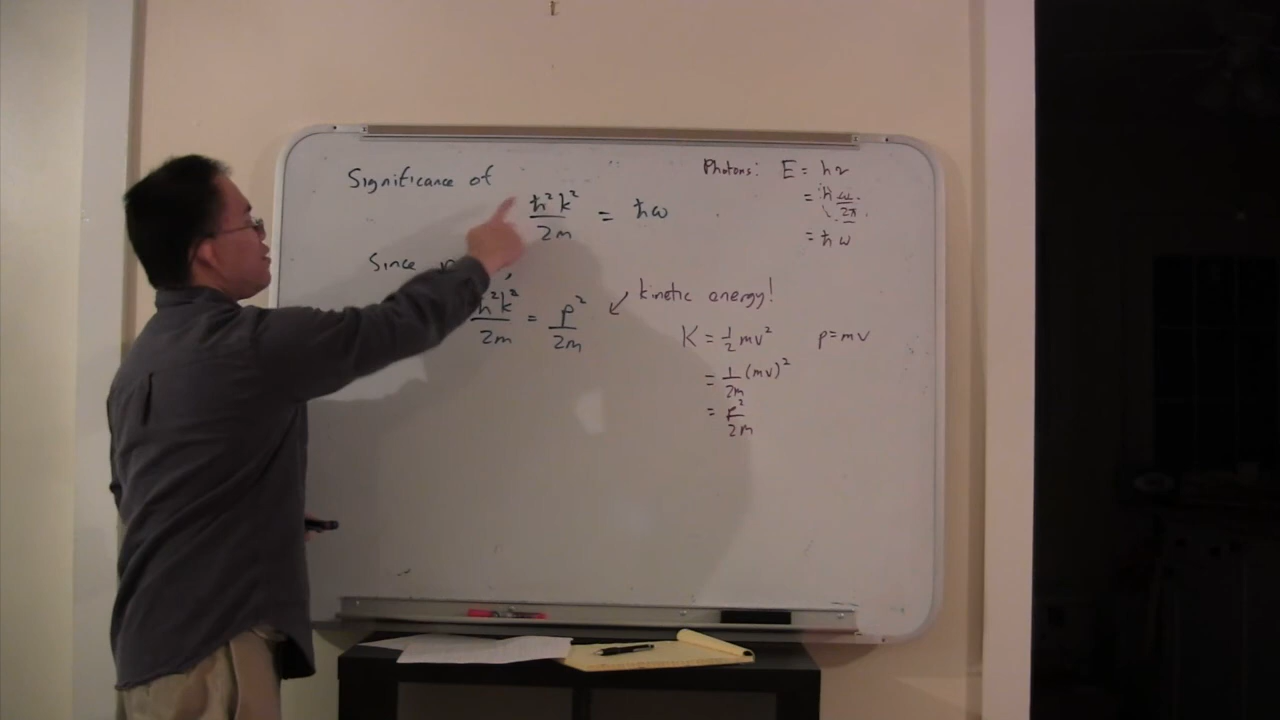 Significance of
ħ²k²/2m = ħω
Since
ħ²k²/2m = p²/2m
Photons: E = hν
= ħ ω/2π
= ħω
kinetic energy!
K = ½mv² p=mv
= 1/2m (mv)²
= p²/2m